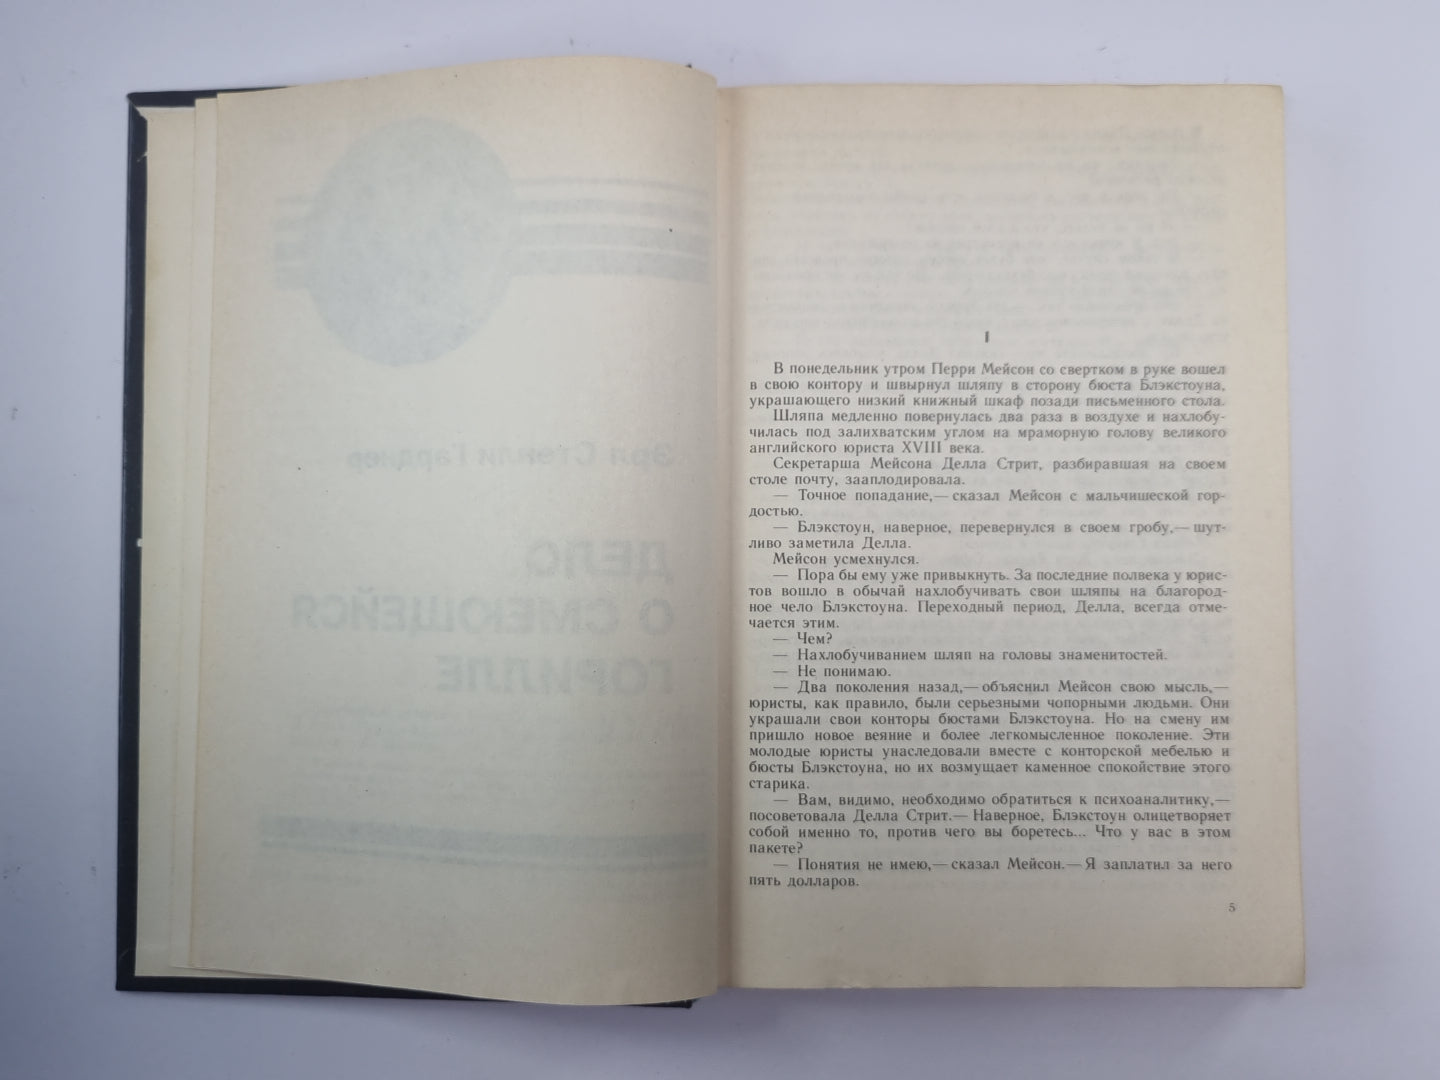 Эрл Стенли Гарднер
ДЕЛО
О СМЕЮЩЕЙСЯ
ГОРИЛЛЕ
I
В понедельник утром Перри Мейсон со свертком в руке вошел
в свою контору и швырнул шляпу в сторону бюста Блэкстоуна,
украшающего низкий книжный шкаф позади письменного стола.
Шляпа медленно повернулась два раза в воздухе и нахлобу-
чилась под залихватским углом на мраморную голову великого
английского юриста XVIII века.
Секретарша Мейсона Делла Стрит, разбиравшая на своем
столе почту, зааплодировала.
— Точное попадание,— сказал Мейсон с мальчишеской гор-
достью.
— Блэкстоун, наверное, перевернулся в своем гробу,— шут-
ливо заметила Делла.
Мейсон усмехнулся.
— Пора бы ему уже привыкнуть. За последние полвека у юрис-
тов вошло в обычай нахлобучивать свои шляпы на благород-
ное чело Блэкстоуна. Переходный период, Делла, всегда отме-
чается этим.
— Чем?
— Нахлобучиванием шляп на головы знаменитостей.
— Не понимаю.
— Два поколения назад,— объяснил Мейсон свою мысль,—
юристы, как правило, были серьезными чопорными людьми. Они
украшали свои конторы бюстами Блэкстоуна. Но на смену им
пришло новое веяние и более легкомысленное поколение. Эти
молодые юристы унаследовали вместе с конторской мебелью и
бюсты Блэкстоуна, но их возмущает каменное спокойствие этого
старика.
— Вам, видимо, необходимо обратиться к психоаналитику,—
посоветовала Делла Стрит.— Наверное, Блэкстоун олицетворяет
собой именно то, против чего вы боретесь... Что у вас в этом
пакете?
— Понятия не имею,— сказал Мейсон.— Я заплатил за него
пять долларов.
5